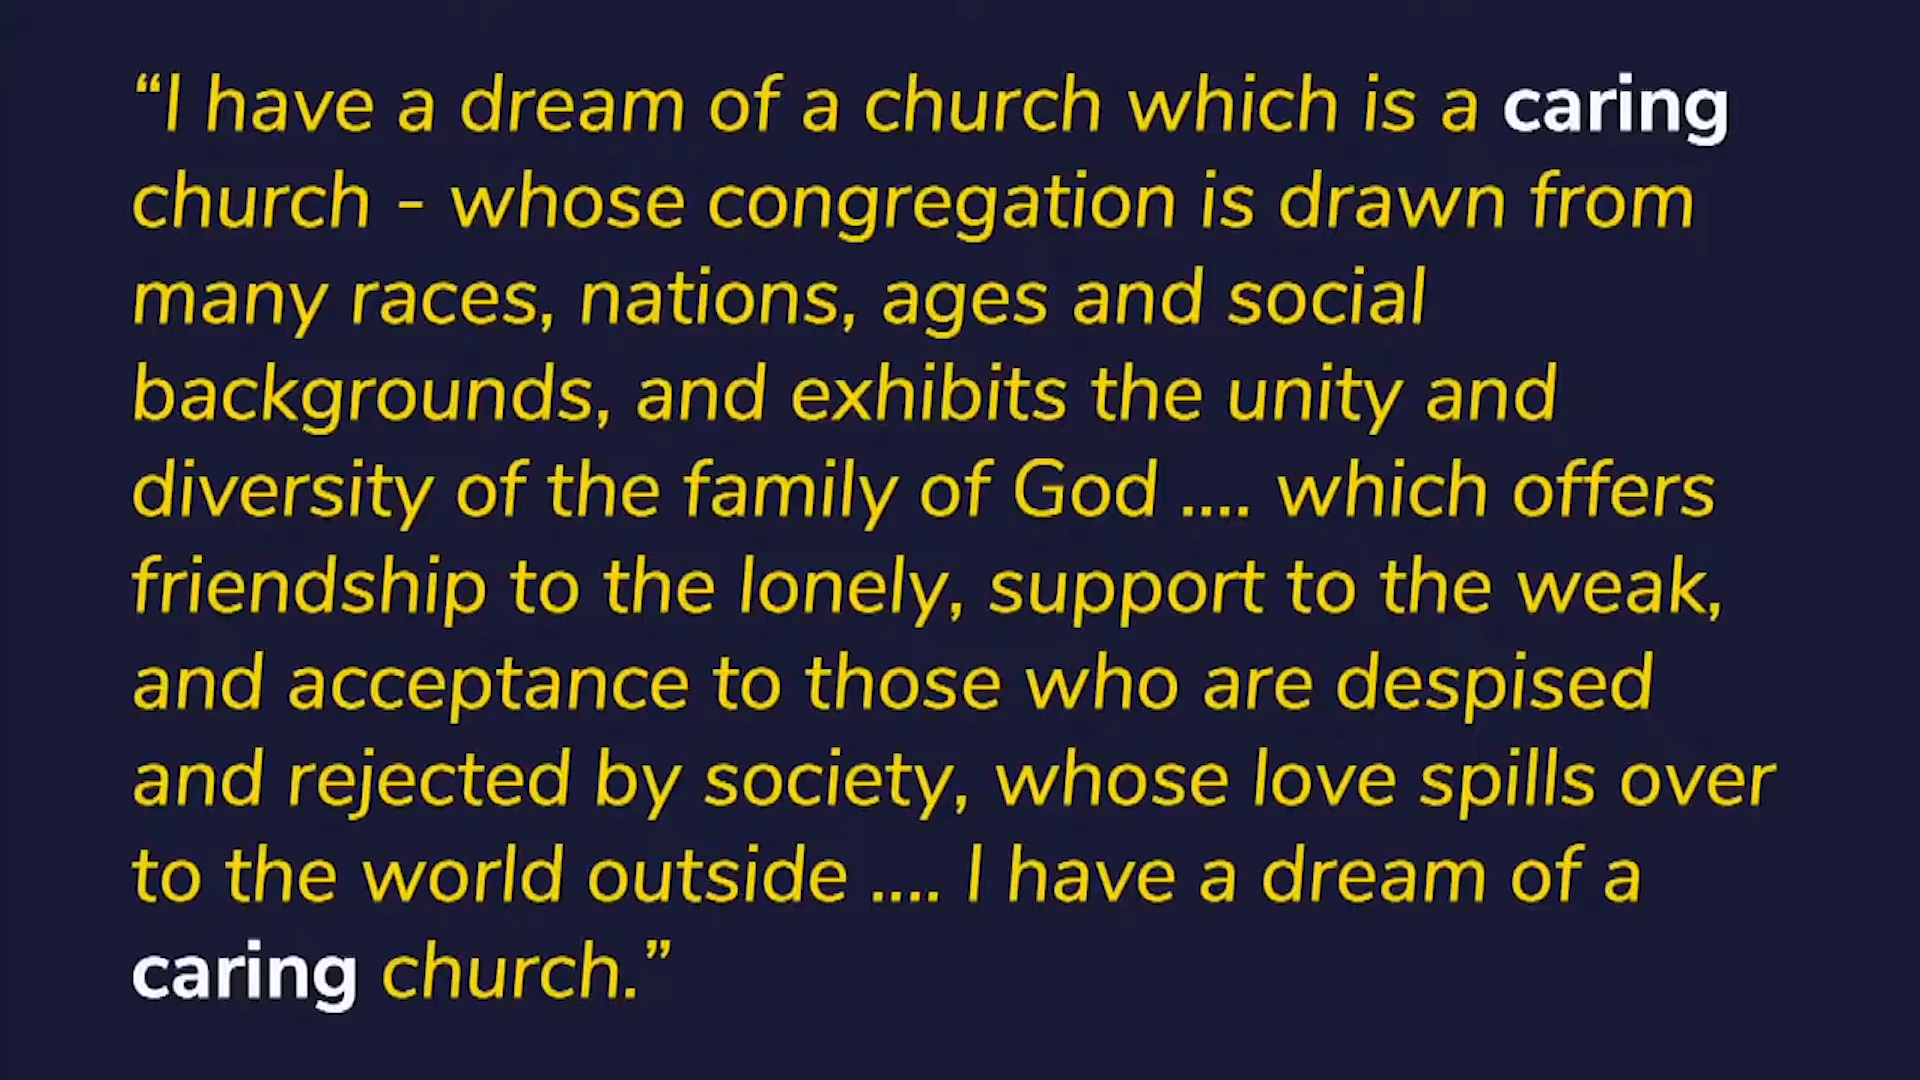 “I have a dream of a church which is a caring
church - whose congregation is drawn from
many races, nations, ages and social
backgrounds, and exhibits the unity and
diversity of the family of God .... which offers
friendship to the lonely, support to the weak,
and acceptance to those who are despised
and rejected by society, whose love spills over
to the world outside .... I have a dream of a
caring church.”